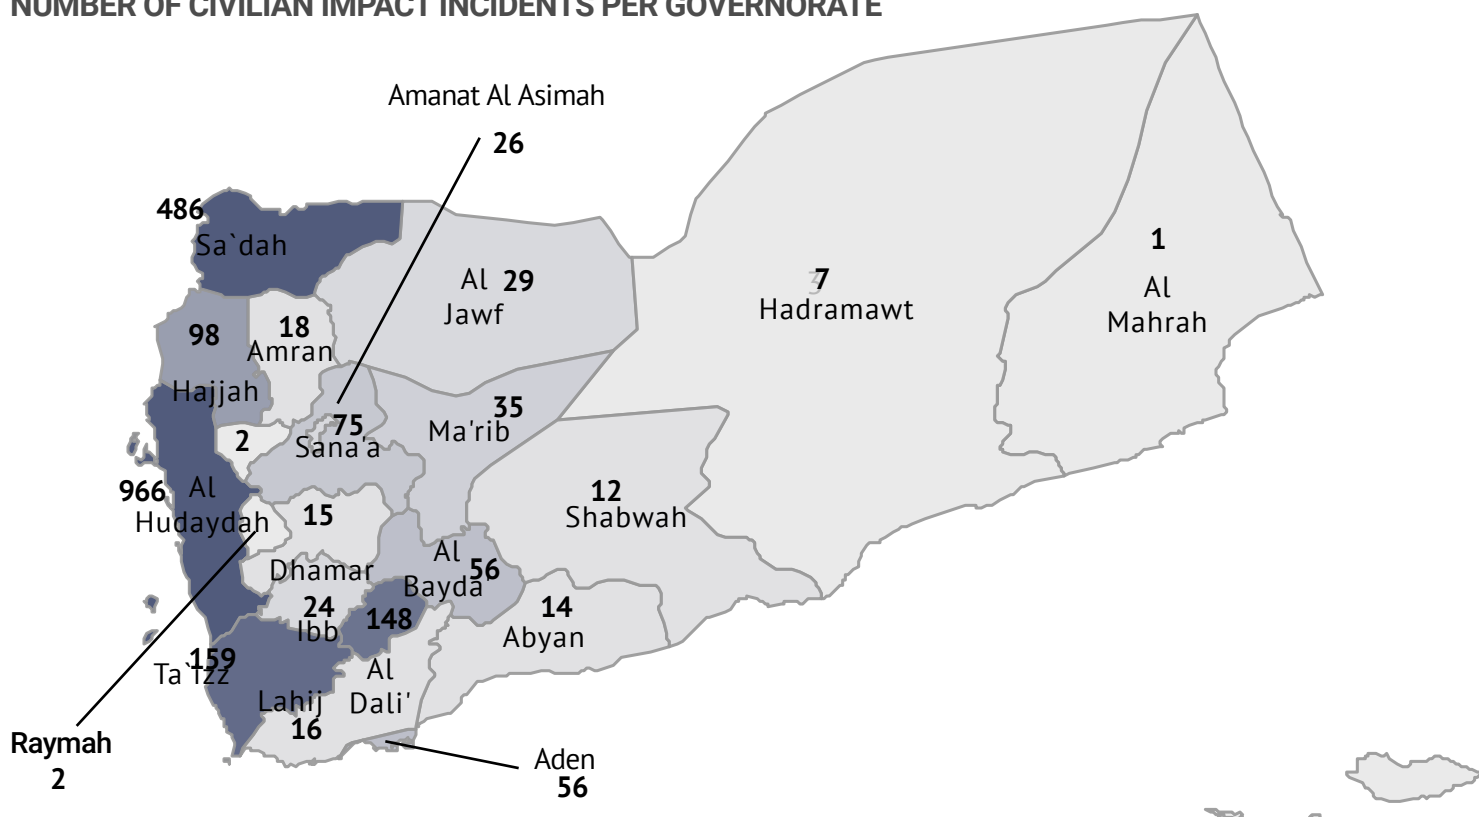 NUMBER OF CIVILIAN IMPACT INCIDENTS PER GOVERNORATE
Amanat Al Asimah
26
486
Sa`dah
Al 29
Jawf
7
Hadramawt
1
Al
Mahrah
98
Hajjah
18
Amran
35
Ma'rib
75
Sana'a
2
966 Al
Hudaydah
15
Dhamar
12
Shabwah
Al
Bayda'
56
24
Ibb
148
14
Abyan
159
Ta`izz
Al
Dali'
Lahij
16
Raymah
2
Aden
56